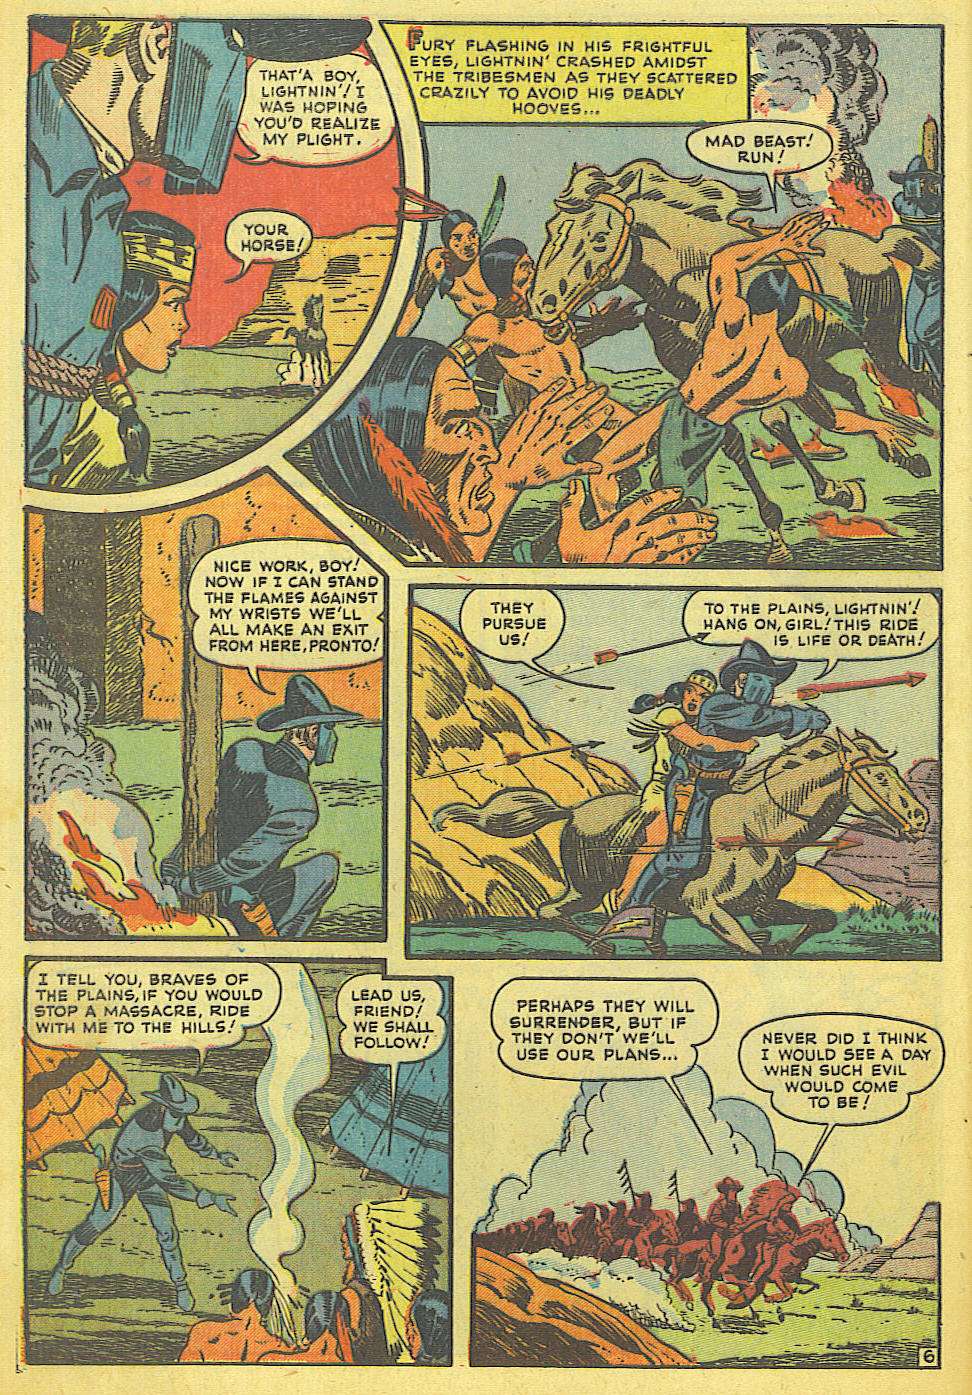 THAT'A BOY,
LIGHTNIN'! I
WAS HOPING
YOU'D REALIZE
MY PLIGHT.
YOUR
HORSE!
FURY FLASHING IN HIS FRIGHTFUL
EYES, LIGHTNIN' CRASHED AMIDST
THE TRIBESMEN AS THEY SCATTERED
CRAZILY TO AVOID HIS DEADLY
HOOVES...
MAD BEAST!
RUN!
NICE WORK, BOY!
NOW IF I CAN STAND
THE FLAMES AGAINST
MY WRISTS WE'LL
ALL MAKE AN EXIT
FROM HERE, PRONTO!
THEY
PURSUE
US!
TO THE PLAINS, LIGHTNIN'!
HANG ON, GIRL! THIS RIDE
IS LIFE OR DEATH!
I TELL YOU, BRAVES OF
THE PLAINS, IF YOU WOULD
STOP A MASSACRE, RIDE
WITH ME TO THE HILLS!
LEAD US,
FRIEND!
WE SHALL
FOLLOW!
PERHAPS THEY WILL
SURRENDER, BUT IF
THEY DON'T WE'LL
USE OUR PLANS...
NEVER DID I THINK
I WOULD SEE A DAY
WHEN SUCH EVIL
WOULD COME
TO BE!
6